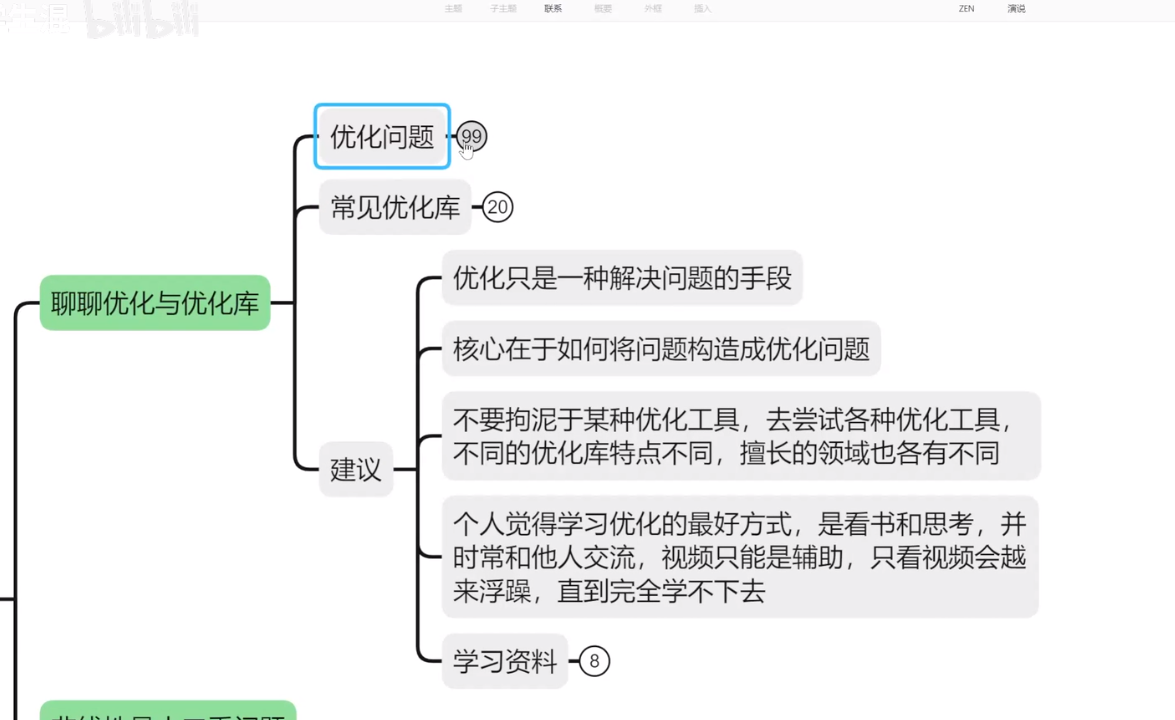 主题
子主题
联系
概要
外框
插入
ZEN
演说
bilibili
优化问题
99
常见优化库
20
聊聊优化与优化库
优化只是一种解决问题的手段
核心在于如何将问题构造成优化问题
不要拘泥于某种优化工具，去尝试各种优化工具，
不同的优化库特点不同，擅长的领域也各有不同
建议
个人觉得学习优化的最好方式，是看书和思考，并
时常和他人交流，视频只能是辅助，只看视频会越
来浮躁，直到完全学不下去
学习资料
8